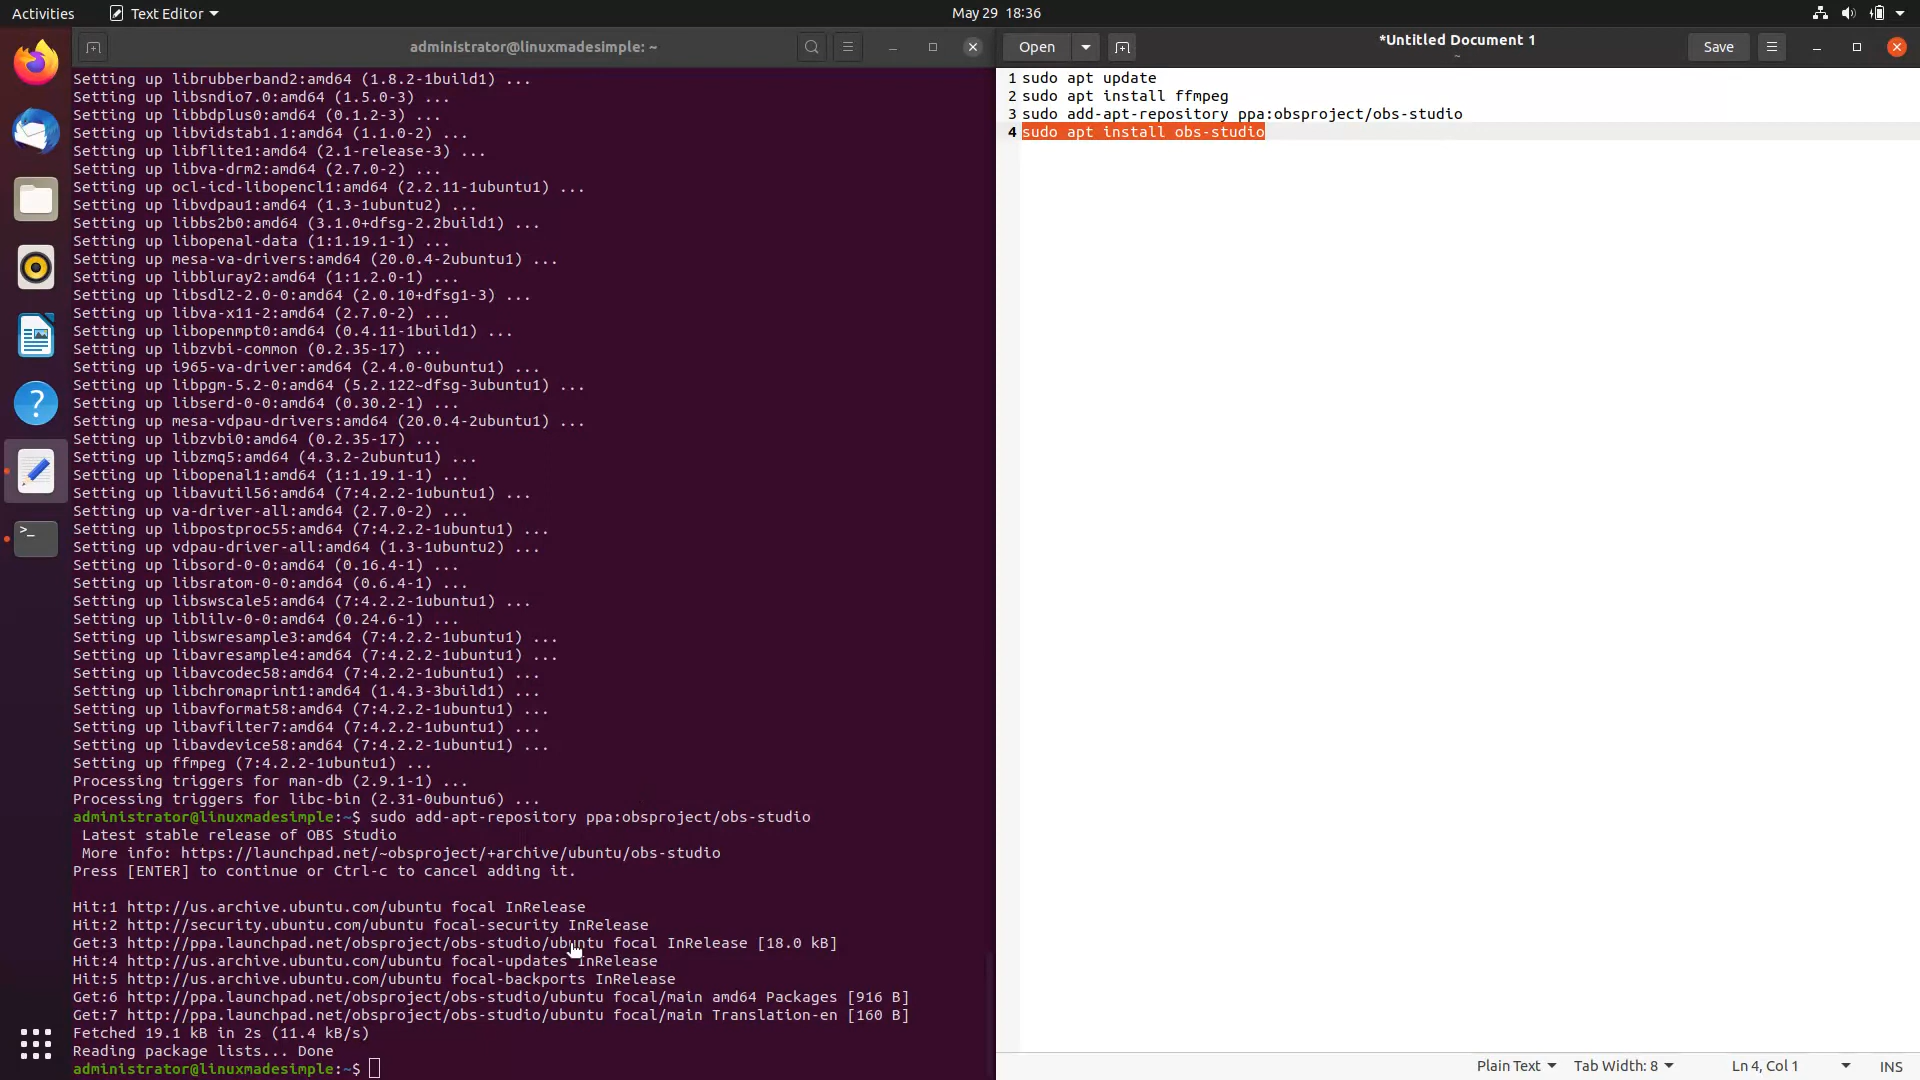 Activities
Text Editor
May 29 18:36
administrator@linuxmadesimple: ~
Setting up librubberband2:amd64 (1.8.2-1build1) ...
Setting up libsndio7.0:amd64 (1.5.0-3) ...
Setting up libbdplus0:amd64 (0.1.2-3) ...
Setting up libvidstab1.1:amd64 (1.1.0-2) ...
Setting up libflite1:amd64 (2.1-release-3) ...
Setting up libva-drm2:amd64 (2.7.0-2) ...
Setting up ocl-icd-libopencl1:amd64 (2.2.11-1ubuntu1) ...
Setting up libvdpau1:amd64 (1.3-1ubuntu2) ...
Setting up libbs2b0:amd64 (3.1.0+dfsg-2.2build1) ...
Setting up libopenal-data (1:1.19.1-1) ...
Setting up mesa-va-drivers:amd64 (20.0.4-2ubuntu1) ...
Setting up libbluray2:amd64 (1:1.2.0-1) ...
Setting up libsdl2-2.0-0:amd64 (2.0.10+dfsg1-3) ...
Setting up libva-x11-2:amd64 (2.7.0-2) ...
Setting up libopenmpt0:amd64 (0.4.11-1build1) ...
Setting up libzvbi-common (0.2.35-17) ...
Setting up i965-va-driver:amd64 (2.4.0-0ubuntu1) ...
Setting up libpgm-5.2-0:amd64 (5.2.122~dfsg-3ubuntu1) ...
Setting up libserd-0-0:amd64 (0.30.2-1) ...
Setting up mesa-vdpau-drivers:amd64 (20.0.4-2ubuntu1) ...
Setting up libzvbi0:amd64 (0.2.35-17) ...
Setting up libzmq5:amd64 (4.3.2-2ubuntu1) ...
Setting up libopenal1:amd64 (1:1.19.1-1) ...
Setting up libavutil56:amd64 (7:4.2.2-1ubuntu1) ...
Setting up va-driver-all:amd64 (2.7.0-2) ...
Setting up libpostproc55:amd64 (7:4.2.2-1ubuntu1) ...
Setting up vdpau-driver-all:amd64 (1.3-1ubuntu2) ...
Setting up libsord-0-0:amd64 (0.16.4-1) ...
Setting up libsratom-0-0:amd64 (0.6.4-1) ...
Setting up libswscale5:amd64 (7:4.2.2-1ubuntu1) ...
Setting up liblilv-0-0:amd64 (0.24.6-1) ...
Setting up libswresample3:amd64 (7:4.2.2-1ubuntu1) ...
Setting up libavresample4:amd64 (7:4.2.2-1ubuntu1) ...
Setting up libavcodec58:amd64 (7:4.2.2-1ubuntu1) ...
Setting up libchromaprint1:amd64 (1.4.3-3build1) ...
Setting up libavformat58:amd64 (7:4.2.2-1ubuntu1) ...
Setting up libavfilter7:amd64 (7:4.2.2-1ubuntu1) ...
Setting up libavdevice58:amd64 (7:4.2.2-1ubuntu1) ...
Setting up ffmpeg (7:4.2.2-1ubuntu1) ...
Processing triggers for man-db (2.9.1-1) ...
Processing triggers for libc-bin (2.31-0ubuntu6) ...
administrator@linuxmadesimple:~$ sudo add-apt-repository ppa:obsproject/obs-studio
Latest stable release of OBS Studio
More info: https://launchpad.net/~obsproject/+archive/ubuntu/obs-studio
Press [ENTER] to continue or Ctrl-c to cancel adding it.
Hit:1 http://us.archive.ubuntu.com/ubuntu focal InRelease
Hit:2 http://security.ubuntu.com/ubuntu focal-security InRelease
Get:3 http://ppa.launchpad.net/obsproject/obs-studio/ubuntu focal InRelease [18.0 kB]
Hit:4 http://us.archive.ubuntu.com/ubuntu focal-updates InRelease
Hit:5 http://us.archive.ubuntu.com/ubuntu focal-backports InRelease
Get:6 http://ppa.launchpad.net/obsproject/obs-studio/ubuntu focal/main amd64 Packages [916 B]
Get:7 http://ppa.launchpad.net/obsproject/obs-studio/ubuntu focal/main Translation-en [160 B]
Fetched 19.1 kB in 2s (11.4 kB/s)
Reading package lists... Done
administrator@linuxmadesimple:~$
Open
*Untitled Document 1
~
Save
1 sudo apt update
2 sudo apt install ffmpeg
3 sudo add-apt-repository ppa:obsproject/obs-studio
4 sudo apt install obs-studio
Plain Text
Tab Width: 8
Ln 4, Col 1
INS